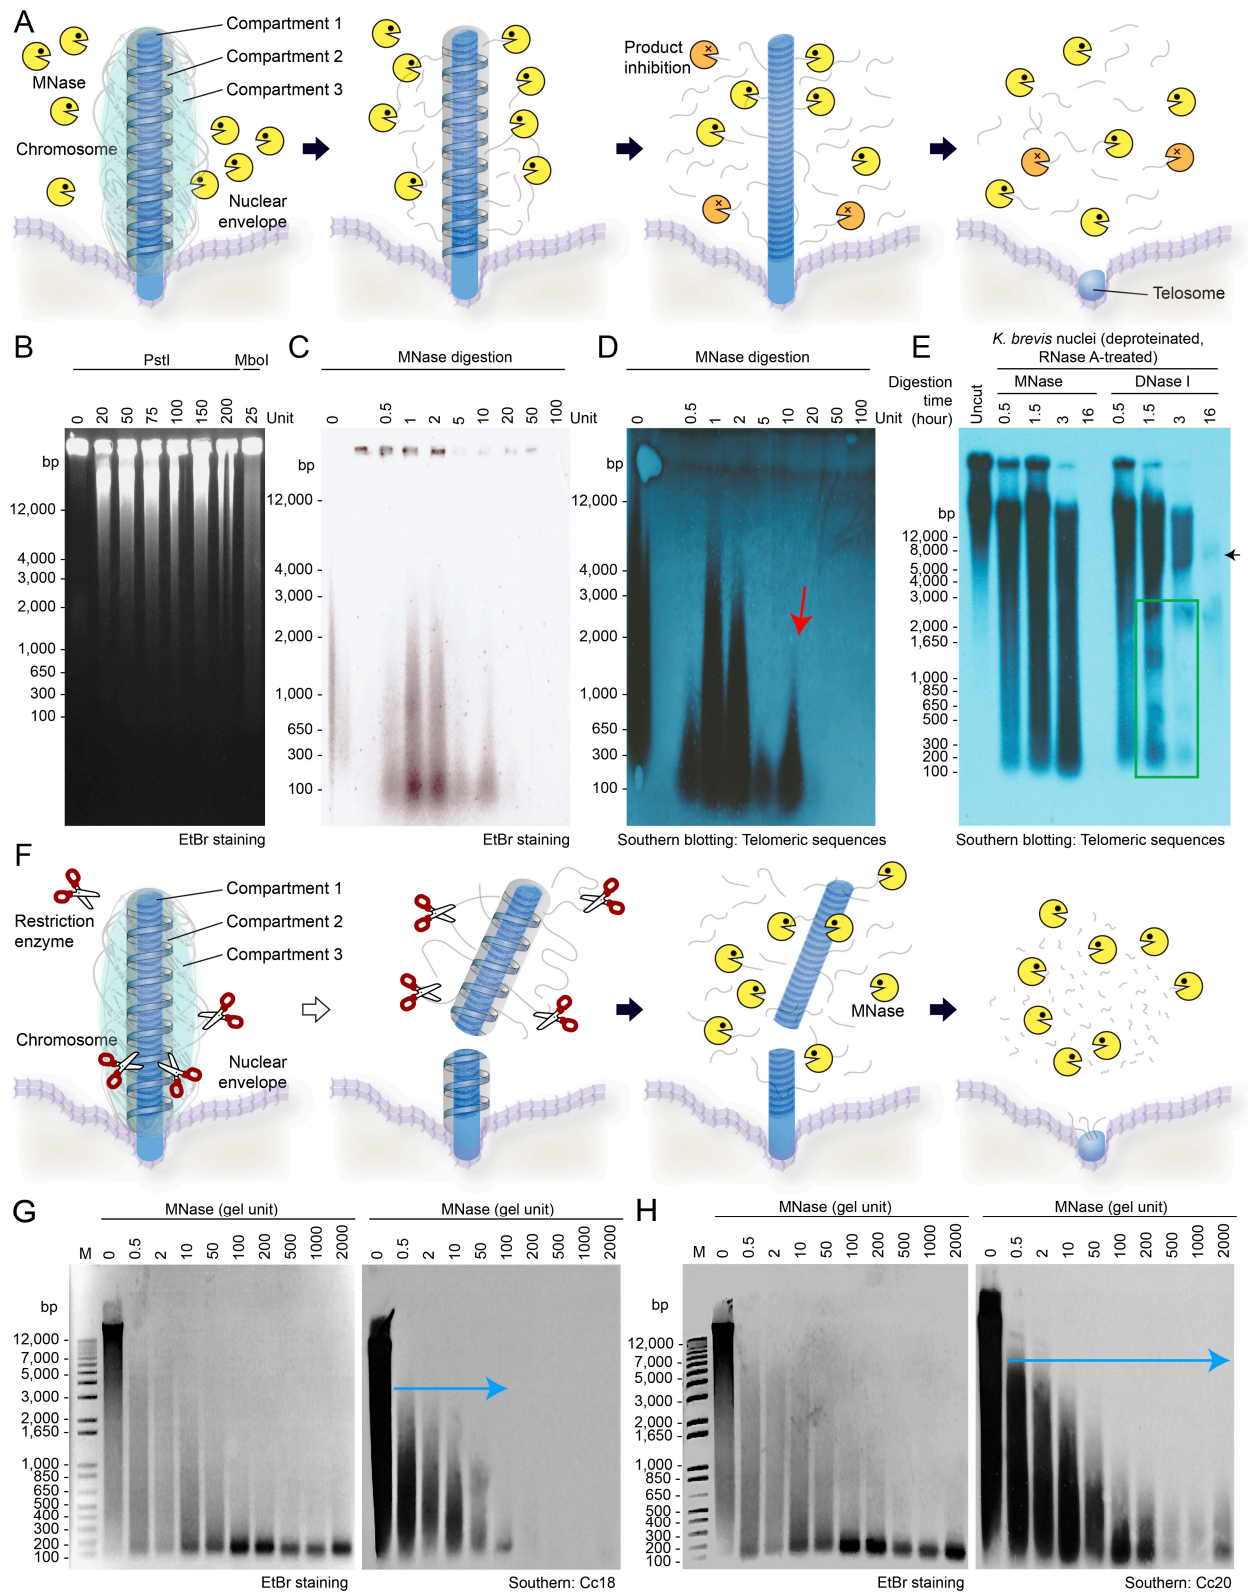 A
MNase
Chromosome
Compartment 1
Compartment 2
Compartment 3
Nuclear
envelope
Product
inhibition
Telosome
B
PstI
MboI
0 20 50 75 100 150 200 25 Unit
bp
12,000
4,000
3,000
2,000
1,000
650
300
100
EtBr staining
C
MNase digestion
0 0.5 1 2 5 10 20 50 100 Unit
bp
12,000
4,000
3,000
2,000
1,000
650
300
100
EtBr staining
D
MNase digestion
0 0.5 1 2 5 10 20 50 100 Unit
bp
12,000
4,000
3,000
2,000
1,000
650
300
100
Southern blotting: Telomeric sequences
E
K. brevis nuclei (deproteinated,
RNase A-treated)
Digestion
time
(hour)
MNase
DNase I
Uncut 0.5 1.5 3 16 0.5 1.5 3 16
bp
12,000
8,000
5,000
4,000
3,000
2,000
1,650
1,000
850
650
500
300
200
100
Southern blotting: Telomeric sequences
F
Restriction
enzyme
Chromosome
Compartment 1
Compartment 2
Compartment 3
Nuclear
envelope
MNase
G
MNase (gel unit)
M 0 0.5 2 10 50 100 200 500 1000 2000
bp
12,000
7,000
5,000
3,000
2,000
1,650
1,000
850
650
500
400
300
200
100
EtBr staining
MNase (gel unit)
0 0.5 2 10 50 100 200 500 1000 2000
Southern: Cc18
H
MNase (gel unit)
M 0 0.5 2 10 50 100 200 500 1000 2000
bp
12,000
7,000
5,000
3,000
2,000
1,650
1,000
850
650
500
400
300
200
100
EtBr staining
MNase (gel unit)
0 0.5 2 10 50 100 200 500 1000 2000
Southern: Cc20